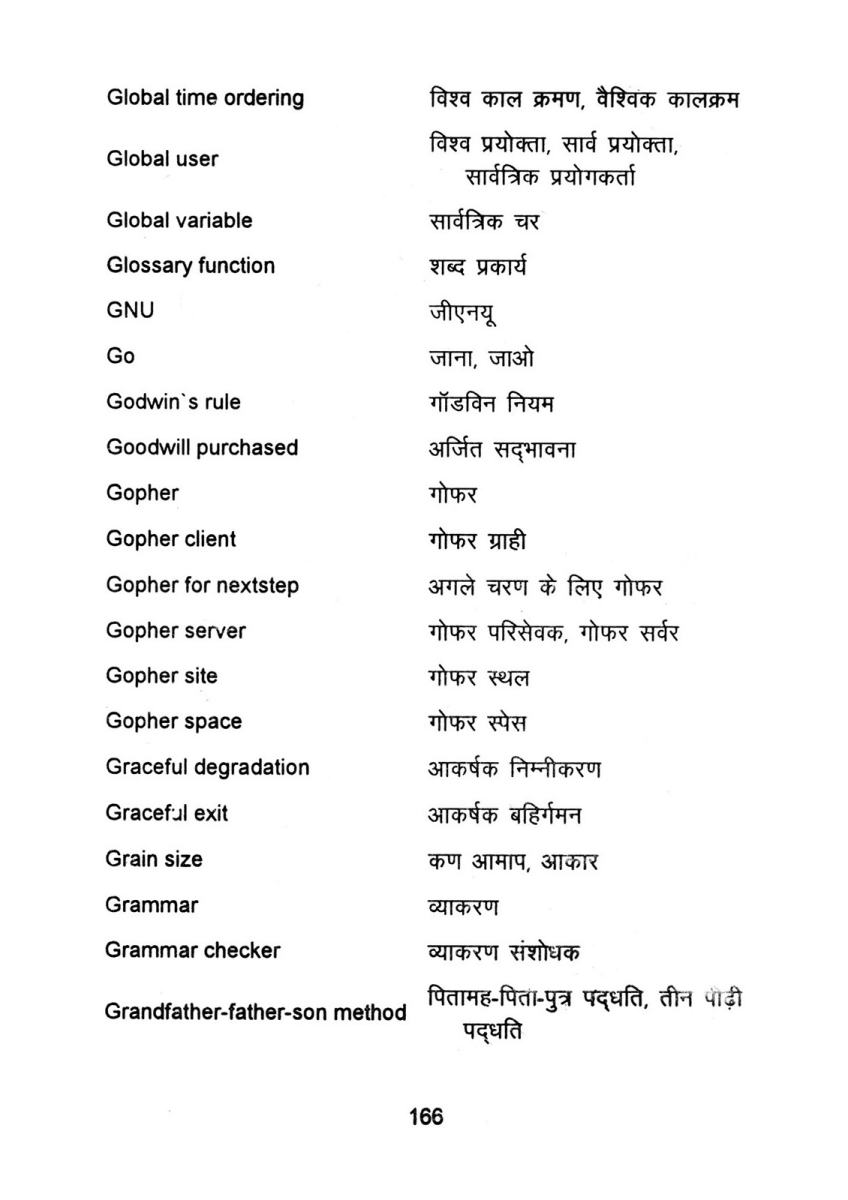 Global time ordering विश्व काल क्रमण, वैश्विक कालक्रम
Global user विश्व प्रयोक्ता, सार्व प्रयोक्ता,
सार्वत्रिक प्रयोगकर्ता
Global variable सार्वत्रिक चर
Glossary function शब्द प्रकार्य
GNU जीएनयू
Go जाना, जाओ
Godwin`s rule गॉडविन नियम
Goodwill purchased अर्जित सद्‌भावना
Gopher गोफर
Gopher client गोफर ग्राही
Gopher for nextstep अगले चरण के लिए गोफर
Gopher server गोफर परिसेवक, गोफर सर्वर
Gopher site गोफर स्थल
Gopher space गोफर स्पेस
Graceful degradation आकर्षक निम्नीकरण
Graceful exit आकर्षक बहिर्गमन
Grain size कण आमाप, आकार
Grammar व्याकरण
Grammar checker व्याकरण संशोधक
Grandfather-father-son method पितामह-पिता-पुत्र पद्‌धति, तीन पीढ़ी
पद्‌धति
166